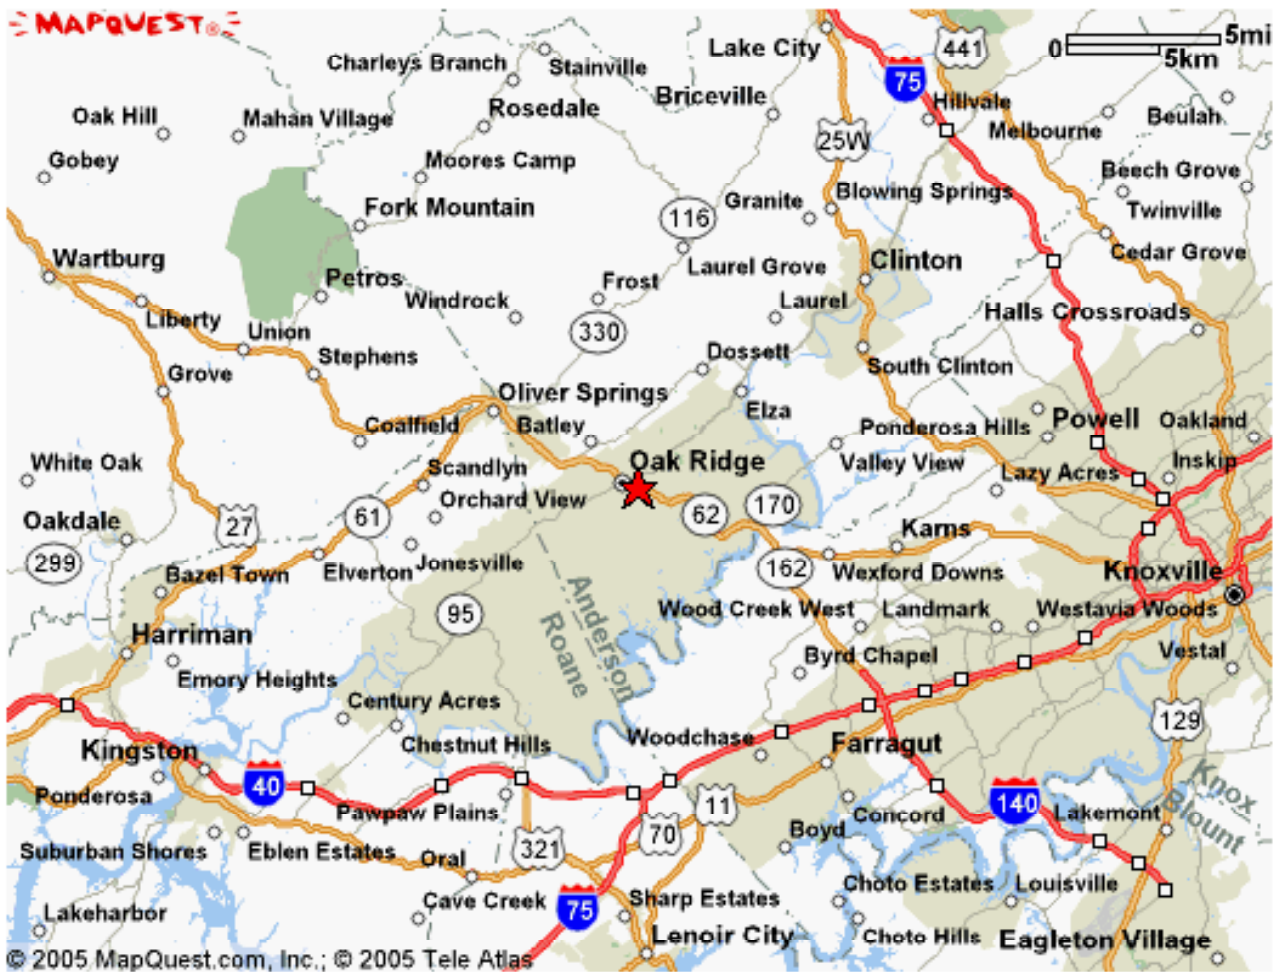 MAPQUEST®
Lake City
441
0 5mi
5km
Charleys Branch
Stainville
75
Rosedale
Briceville
Hillvale
Beulah
Oak Hill
Mahan Village
Melbourne
25W
Gobey
Moores Camp
Beech Grove
Blowing Springs
Granite
Twinville
Fork Mountain
116
Cedar Grove
Wartburg
Laurel Grove
Clinton
Petros
Frost
Windrock
Laurel
Halls Crossroads
Liberty
Union
330
Stephens
Dossett
South Clinton
Grove
Oliver Springs
Elza
Coalfield
Batley
Ponderosa Hills
Powell
Oakland
White Oak
Scandlyn
Oak Ridge
Valley View
Lazy Acres
Inskip
Orchard View
Oakdale
27
61
62
170
Karns
299
Bazel Town
Elverton
Jonesville
162
Wexford Downs
Knoxville
95
Anderson
Roane
Wood Creek West
Landmark
Westavia Woods
Harriman
Byrd Chapel
Vestal
Emory Heights
Century Acres
129
Kingston
Chestnut Hills
Woodchase
Farragut
40
Knox
Blount
Ponderosa
Pawpaw Plains
11
140
Concord
Lakemont
70
Boyd
Suburban Shores
Eblen Estates
Oral
321
Choto Estates
Louisville
75
Cave Creek
Sharp Estates
Lakeharbor
Lenoir City
Choto Hills
Eagleton Village
© 2005 MapQuest.com, Inc.; © 2005 Tele Atlas